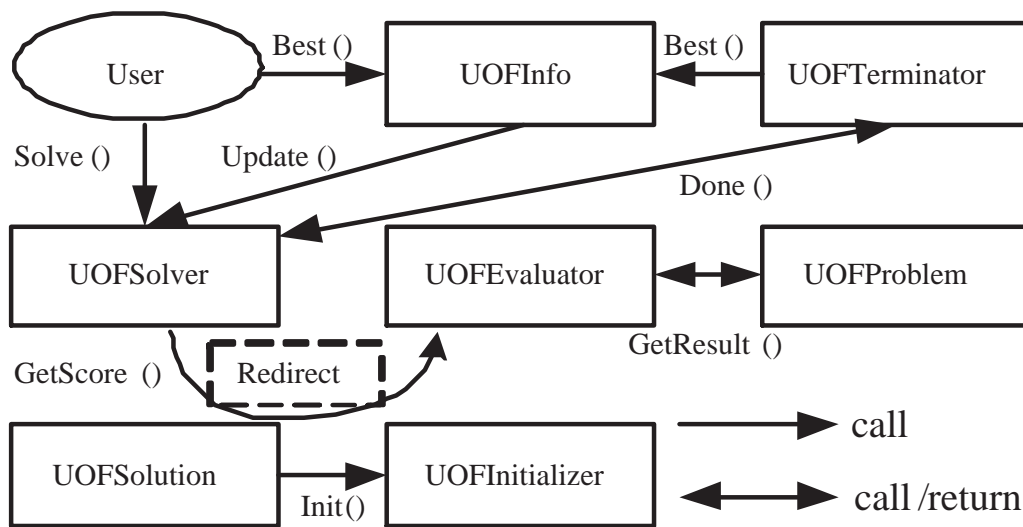 User
Best ()
UOFInfo
Best ()
UOFTerminator
Solve ()
Update ()
Done ()
UOFSolver
UOFEvaluator
UOFProblem
GetScore ()
Redirect
GetResult ()
UOFSolution
Init()
UOFInitializer
call
call /return